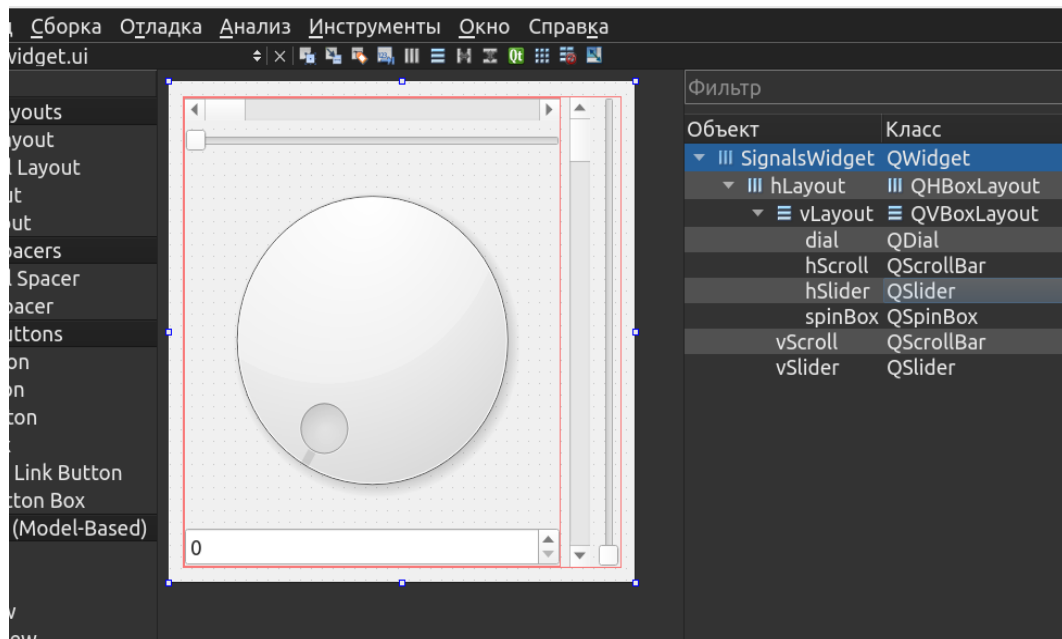 Сборка Отладка Анализ Инструменты Окно Справка
widget.ui
Qt
Фильтр
youts
Объект Класс
ayout
SignalsWidget QWidget
l Layout
hLayout QHBoxLayout
ut
vLayout QVBoxLayout
dial QDial
pacers
hScroll QScrollBar
l Spacer
hSlider QSlider
pacer
spinBox QSpinBox
uttons
vScroll QScrollBar
on
vSlider QSlider
on
ton
Link Button
tton Box
(Model-Based)
0